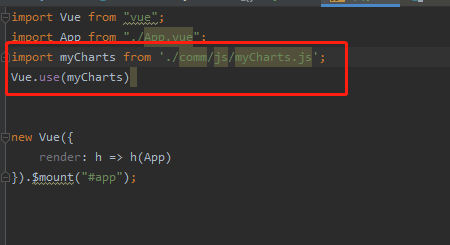 import Vue from "vue";
import App from "./App.vue";
import myCharts from './comm/js/myCharts.js';
Vue.use(myCharts)
new Vue({
render: h => h(App)
}).$mount("#app");